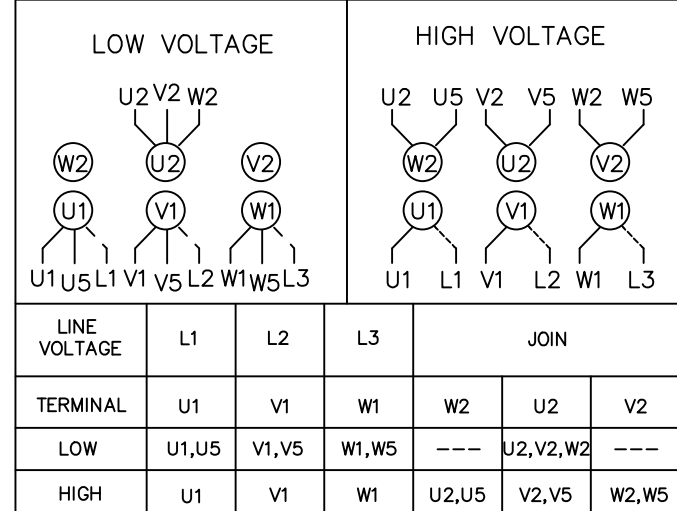 LOW VOLTAGE
U2 V2 W2
W2 U2 V2
U1 V1 W1
U1 U5 L1 V1 V5 L2 W1 W5 L3
HIGH VOLTAGE
U2 U5 V2 V5 W2 W5
W2 U2 V2
U1 V1 W1
U1 L1 V1 L2 W1 L3
LINE
VOLTAGE L1 L2 L3 JOIN
TERMINAL U1 V1 W1 W2 U2 V2
LOW U1,U5 V1,V5 W1,W5 --- U2,V2,W2 ---
HIGH U1 V1 W1 U2,U5 V2,V5 W2,W5